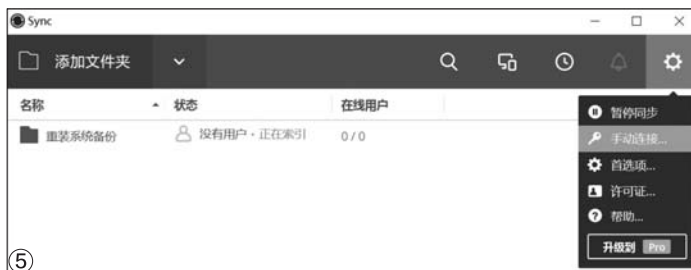 Sync
添加文件夹
名称 状态 在线用户
重装系统备份 没有用户・正在索引 0 / 0
暂停同步
手动连接...
首选项...
许可证...
帮助...
升级到 Pro
⑤